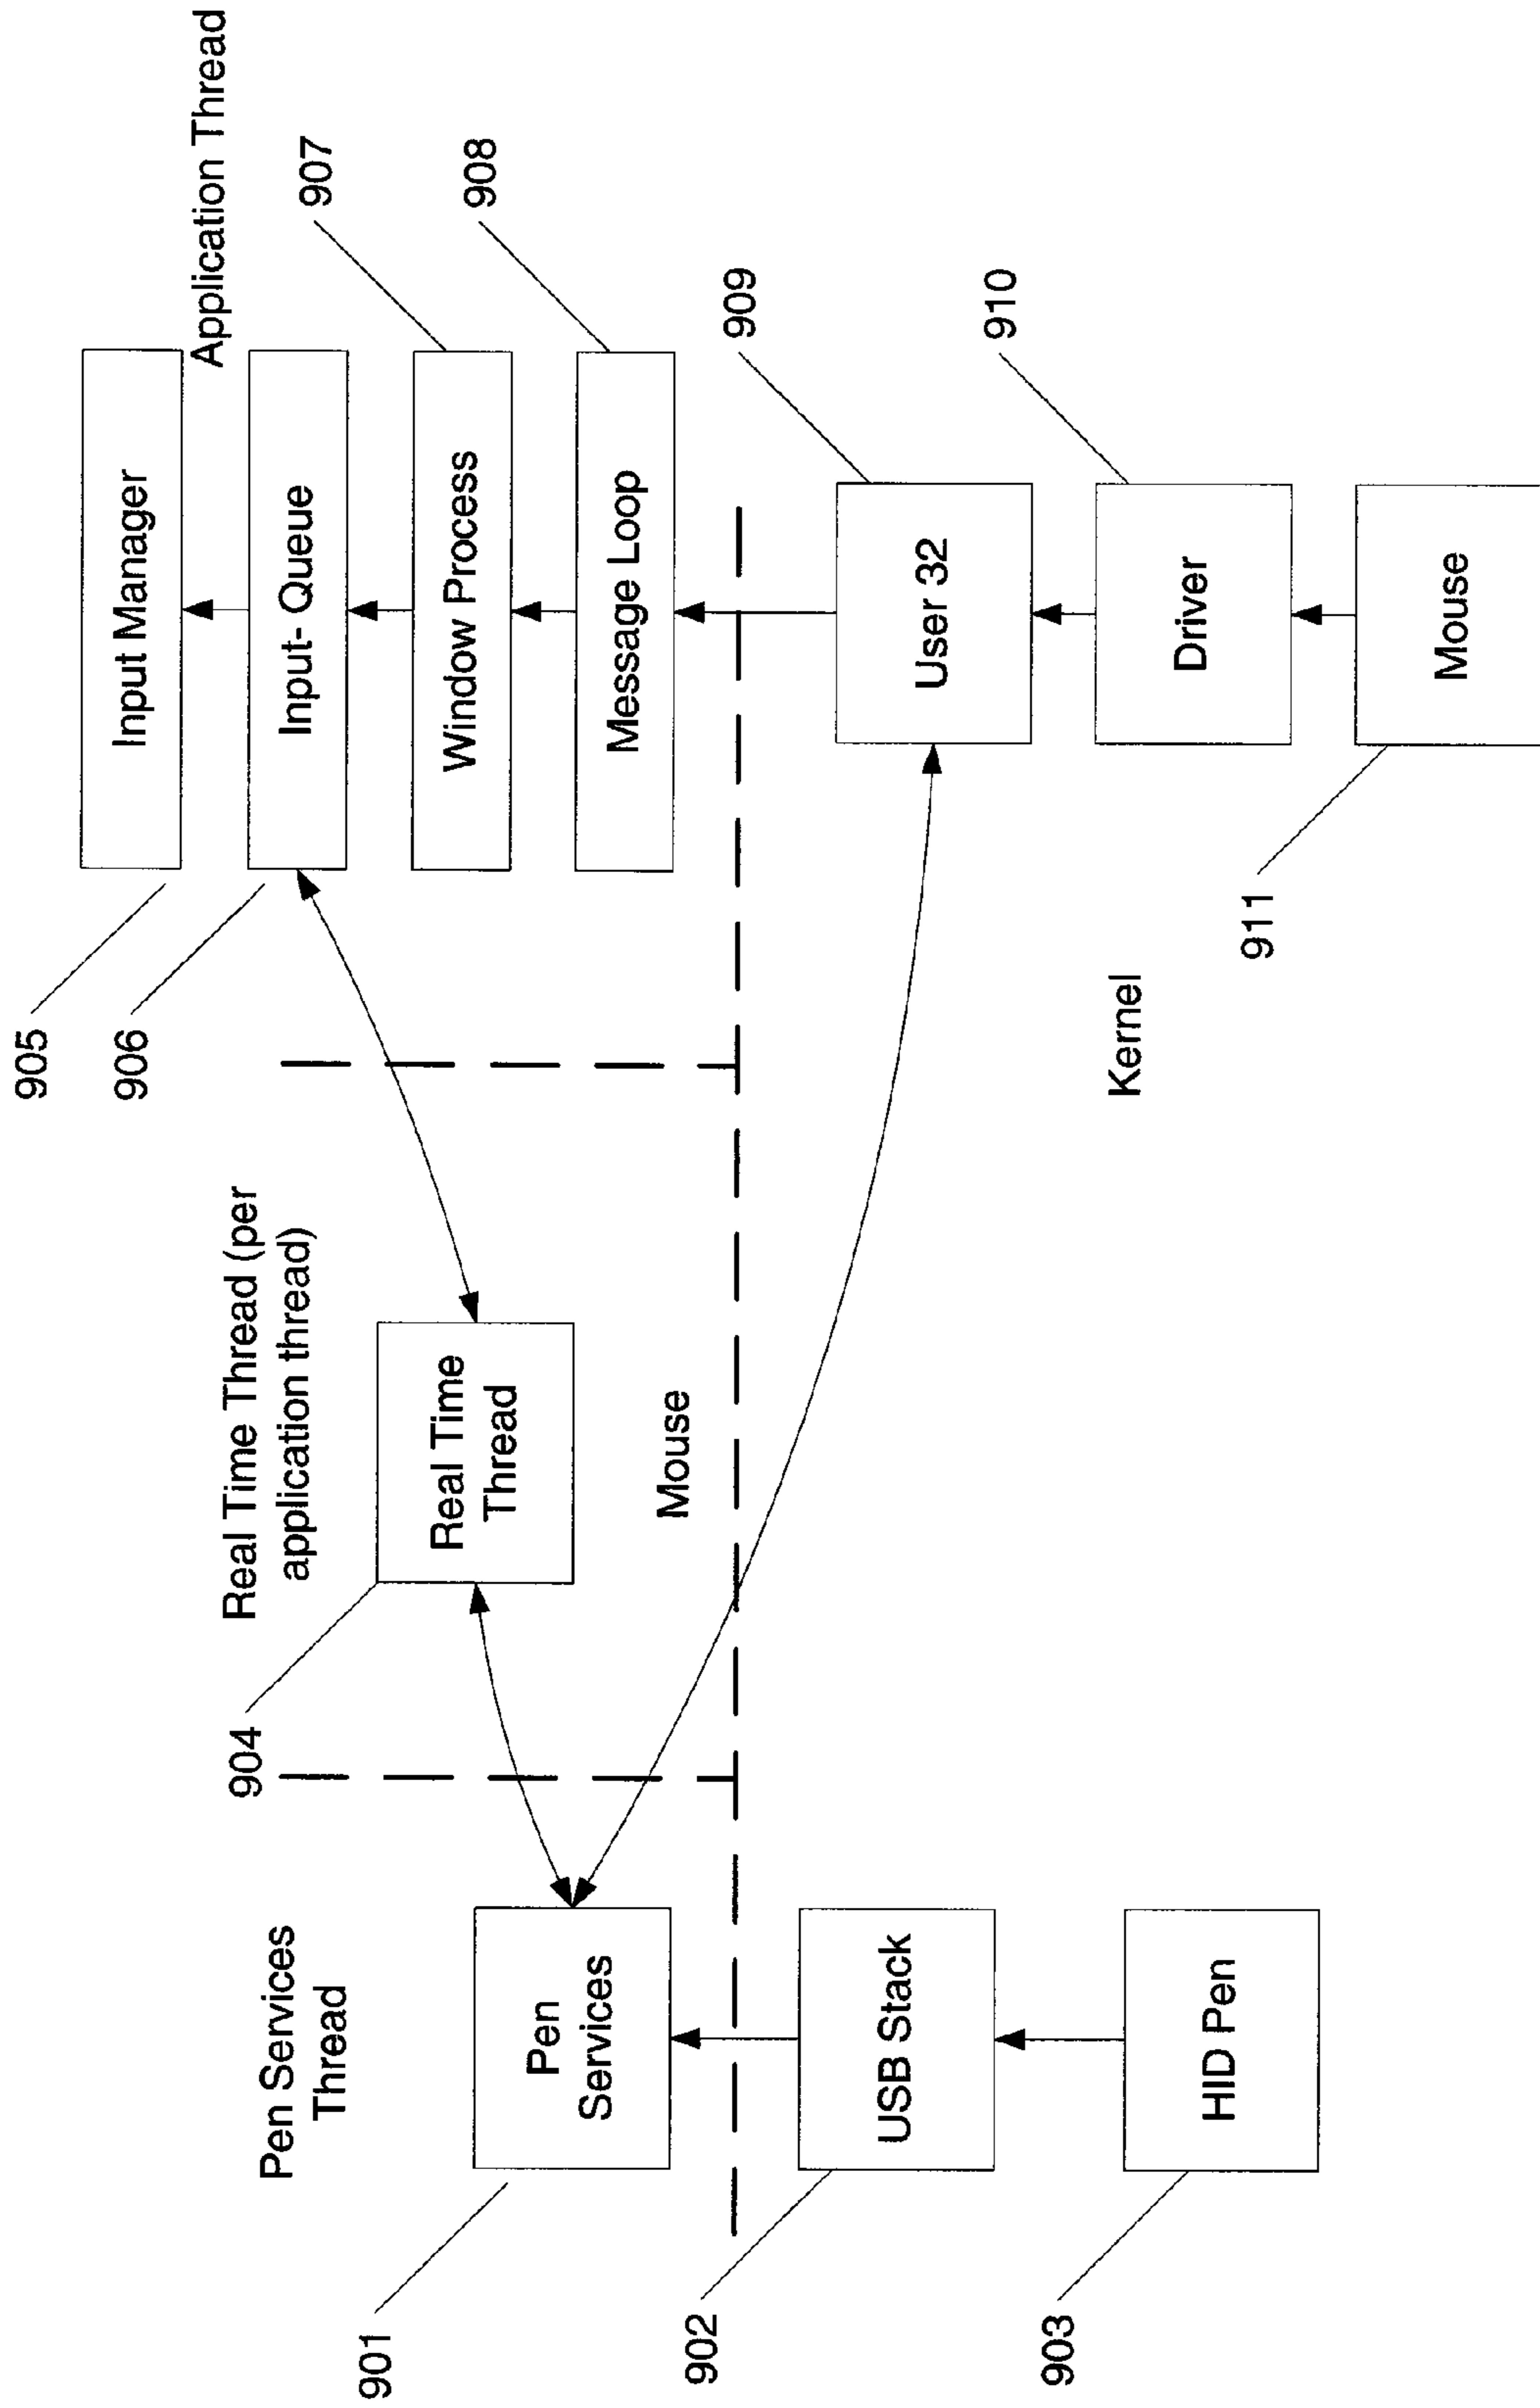 Pen Services
Thread
Pen
Services
901
USB Stack
902
HID Pen
903
Real Time Thread (per
application thread)
904
Real Time
Thread
Mouse
Application Thread
905
Input Manager
906
Input- Queue
907
Window Process
908
Message Loop
909
User 32
910
Driver
Kernel
911
Mouse